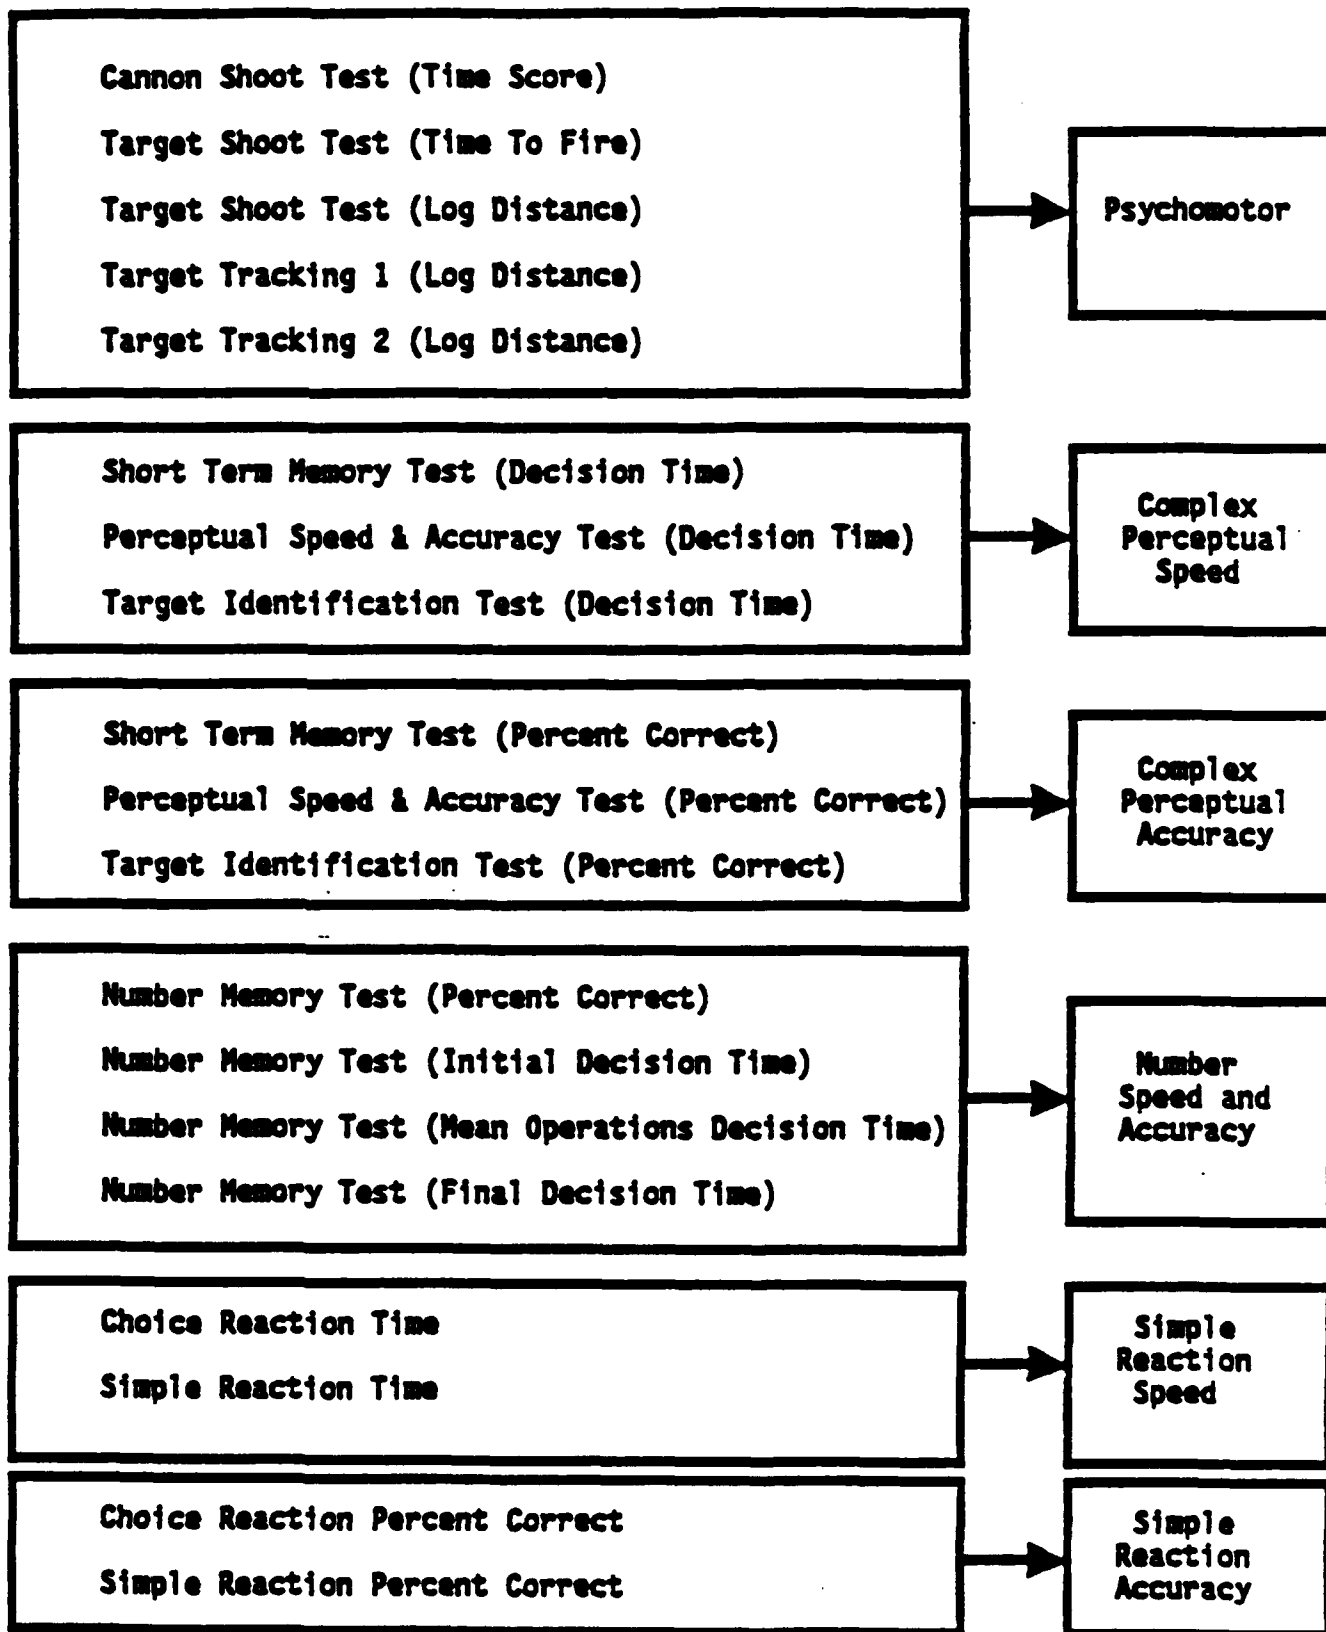 Cannon Shoot Test (Time Score)
Target Shoot Test (Time To Fire)
Target Shoot Test (Log Distance)
Target Tracking 1 (Log Distance)
Target Tracking 2 (Log Distance)
Psychomotor
Short Term Memory Test (Decision Time)
Perceptual Speed & Accuracy Test (Decision Time)
Target Identification Test (Decision Time)
Complex
Perceptual
Speed
Short Term Memory Test (Percent Correct)
Perceptual Speed & Accuracy Test (Percent Correct)
Target Identification Test (Percent Correct)
Complex
Perceptual
Accuracy
Number Memory Test (Percent Correct)
Number Memory Test (Initial Decision Time)
Number Memory Test (Mean Operations Decision Time)
Number Memory Test (Final Decision Time)
Number
Speed and
Accuracy
Choice Reaction Time
Simple Reaction Time
Simple
Reaction
Speed
Choice Reaction Percent Correct
Simple Reaction Percent Correct
Simple
Reaction
Accuracy